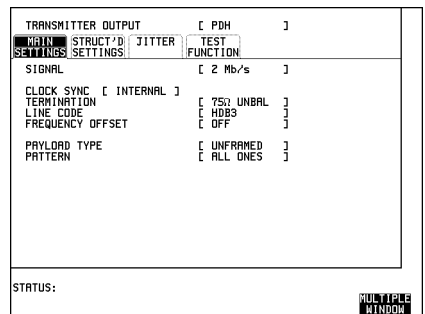 TRANSMITTER OUTPUT [ PDH ]
MAIN SETTINGS STRUCT'D SETTINGS JITTER TEST FUNCTION
SIGNAL [ 2 Mb/s ]
CLOCK SYNC [ INTERNAL ]
TERMINATION [ 75Ω UNBAL ]
LINE CODE [ HDB3 ]
FREQUENCY OFFSET [ OFF ]
PAYLOAD TYPE [ UNFRAMED ]
PATTERN [ ALL ONES ]
STATUS:
MULTIPLE
WINDOW